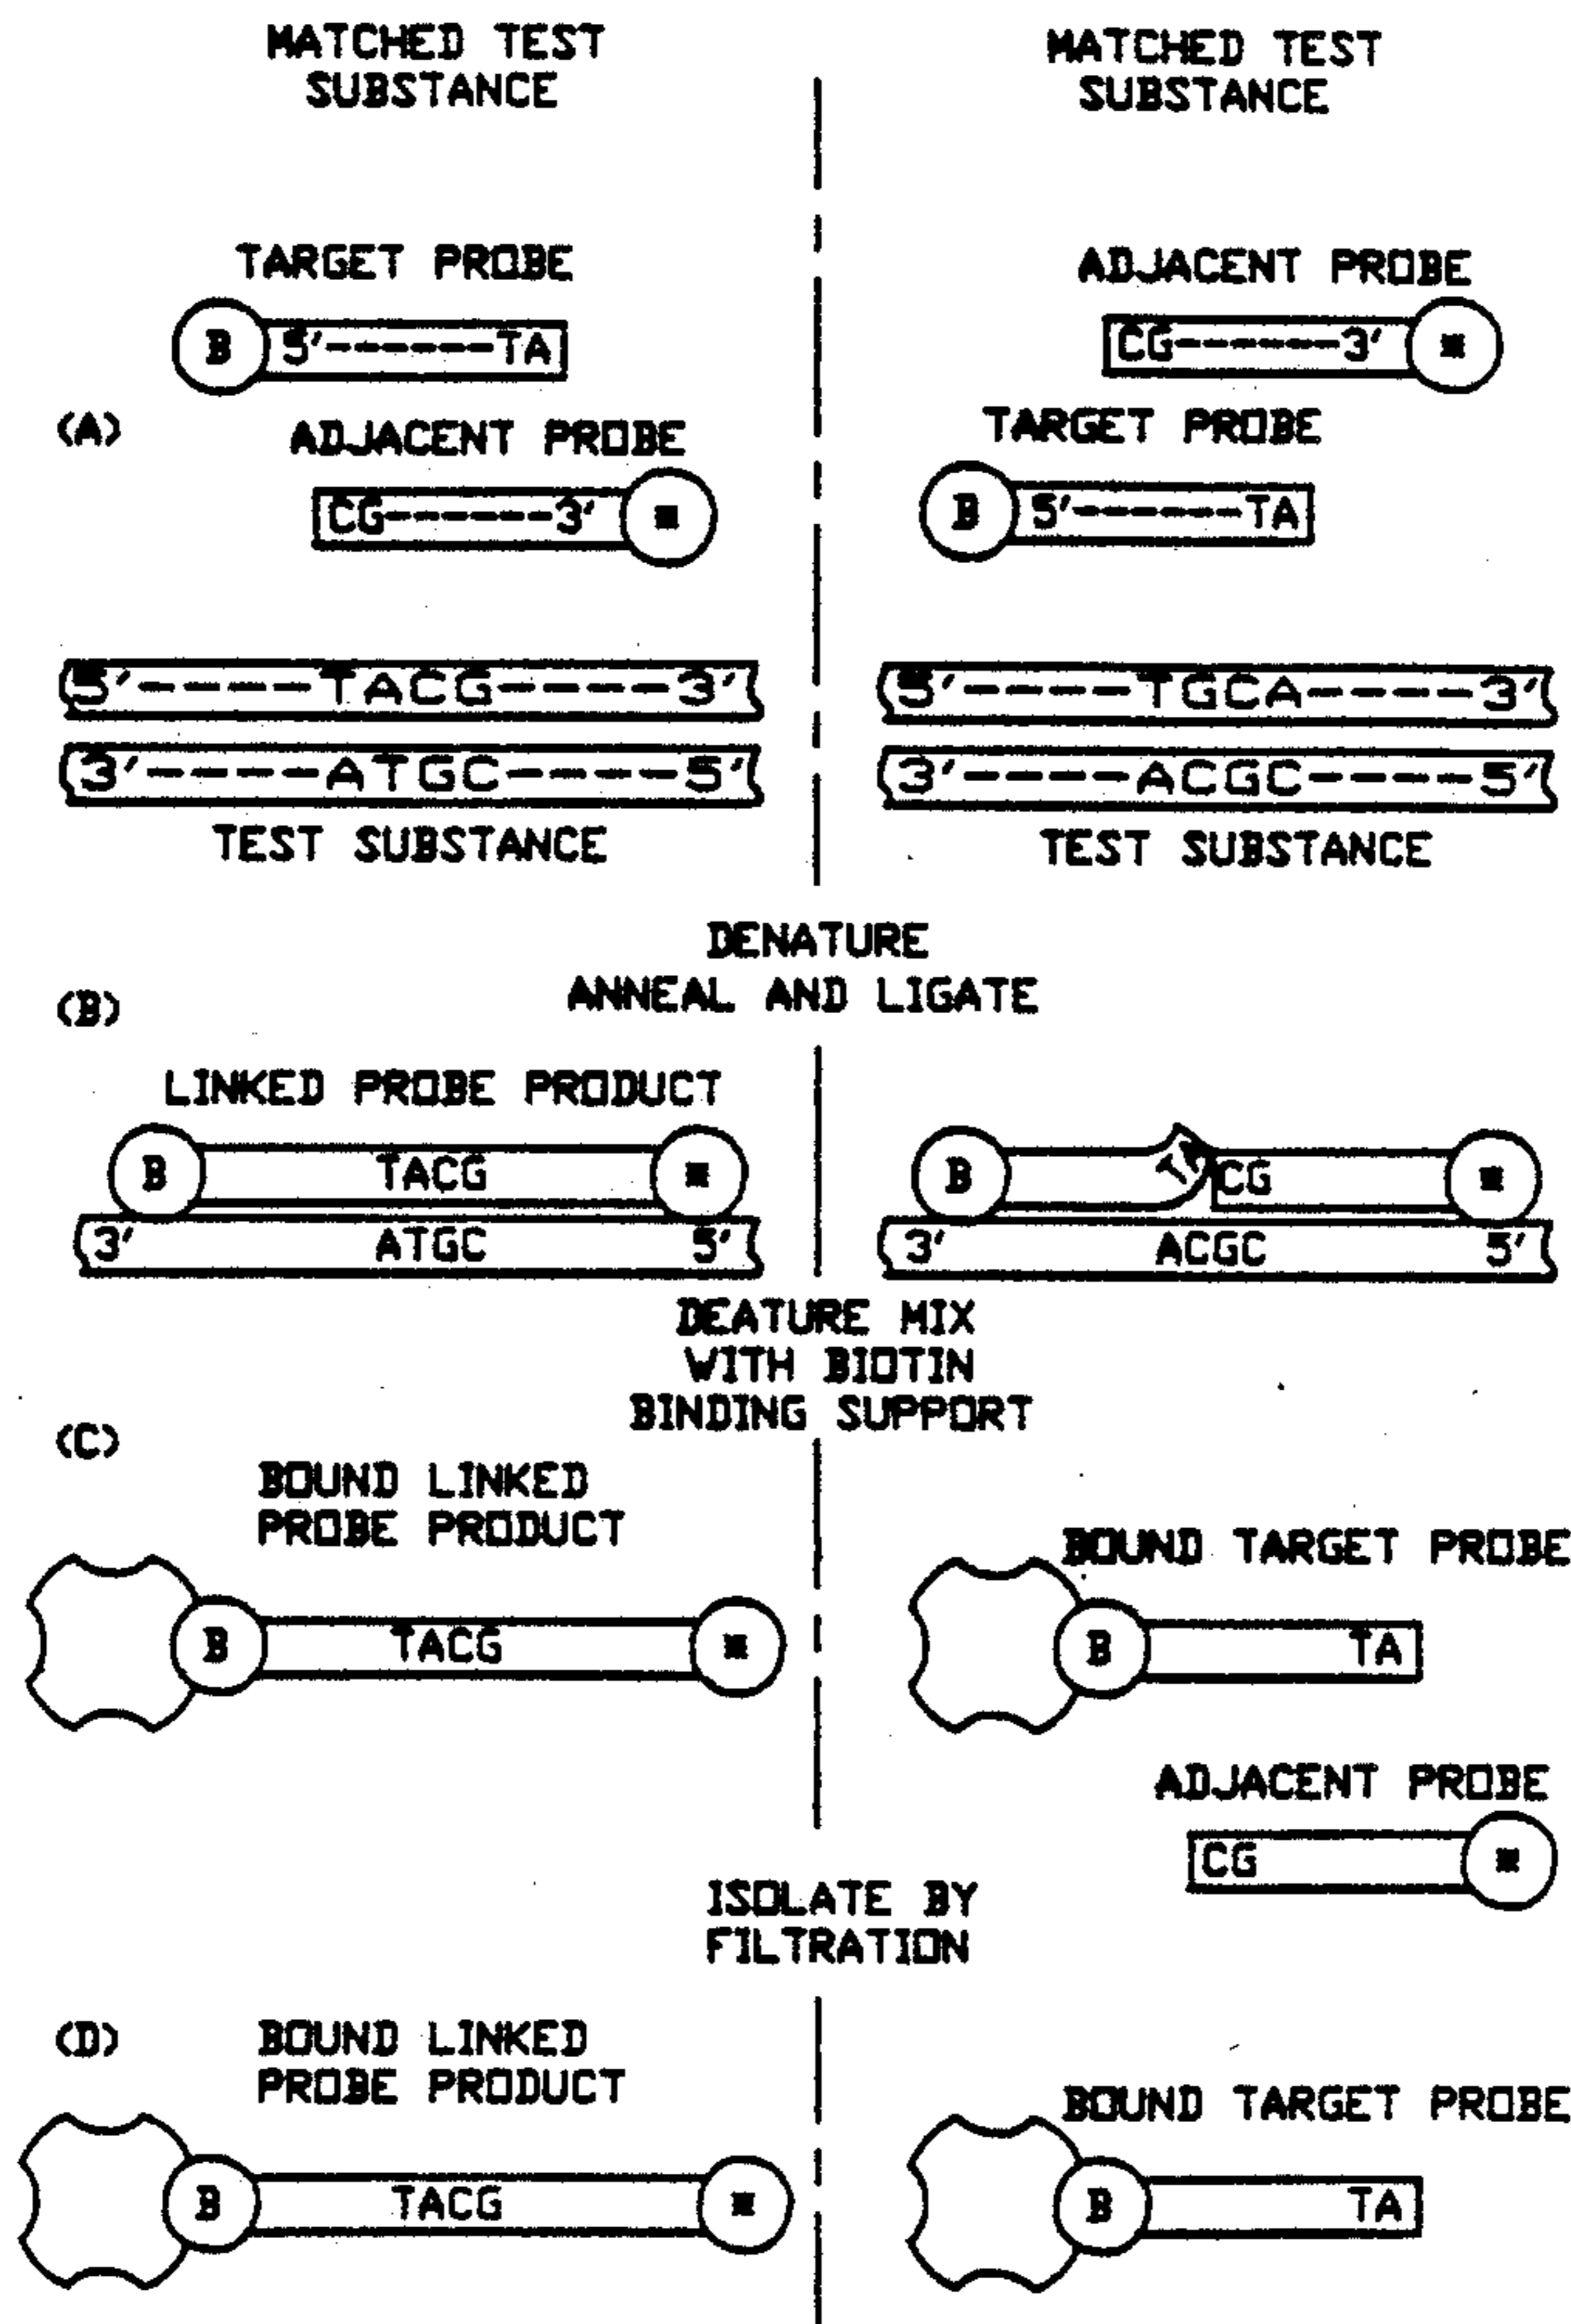 MATCHED TEST
SUBSTANCE
MATCHED TEST
SUBSTANCE
TARGET PROBE
B 5'------TA
(A)
ADJACENT PROBE
CG------3' *
ADJACENT PROBE
CG------3' *
TARGET PROBE
B 5'------TA
5'----TACG----3'
3'----ATGC----5'
TEST SUBSTANCE
5'----TGCA----3'
3'----ACGC----5'
TEST SUBSTANCE
DENATURE
ANNEAL AND LIGATE
(B)
LINKED PROBE PRODUCT
B TACG *
3' ATGC 5'
B TA CG *
3' ACGC 5'
DEATURE MIX
WITH BIOTIN
BINDING SUPPORT
(C)
BOUND LINKED
PROBE PRODUCT
B TACG *
BOUND TARGET PROBE
B TA
ADJACENT PROBE
CG *
ISOLATE BY
FILTRATION
(D)
BOUND LINKED
PROBE PRODUCT
B TACG *
BOUND TARGET PROBE
B TA